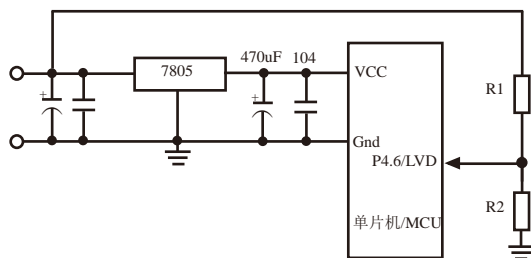 470uF 104
7805
VCC
R1
Gnd
P4.6/LVD
R2
单片机/MCU